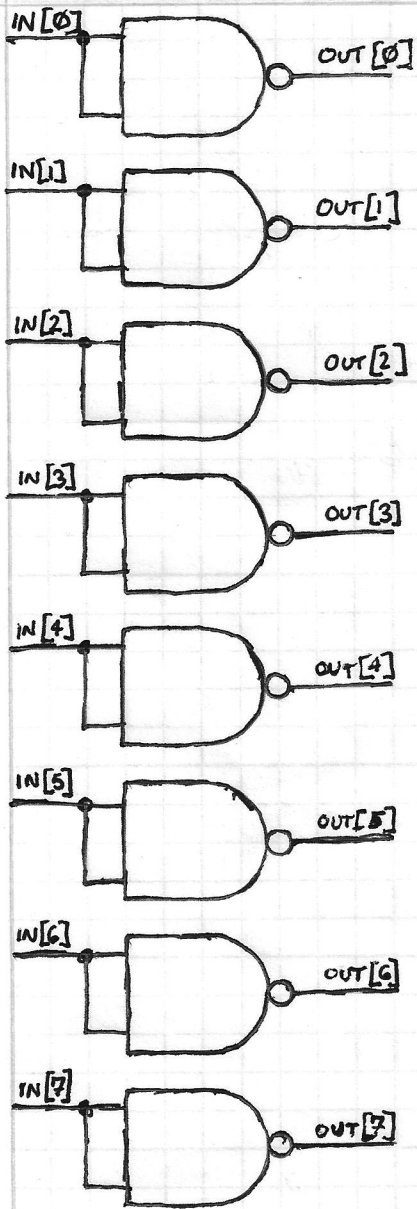 IN[Ø]
OUT[Ø]
IN[1]
OUT[1]
IN[2]
OUT[2]
IN[3]
OUT[3]
IN[4]
OUT[4]
IN[5]
OUT[5]
IN[6]
OUT[6]
IN[7]
OUT[7]